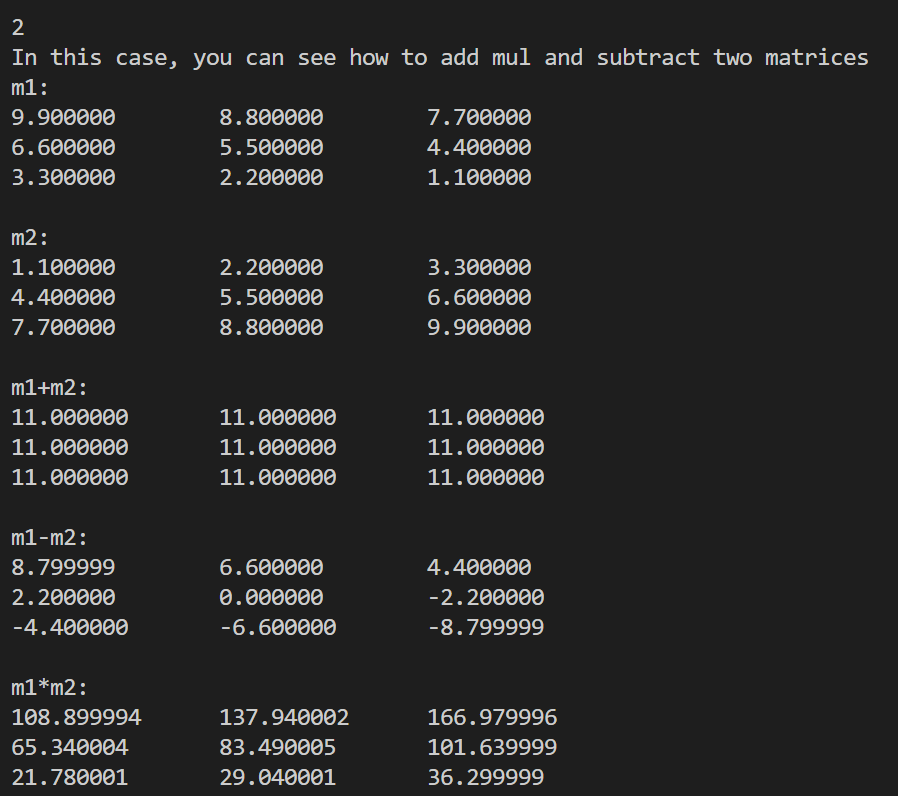 2
In this case, you can see how to add mul and subtract two matrices
m1:
9.900000 8.800000 7.700000
6.600000 5.500000 4.400000
3.300000 2.200000 1.100000
m2:
1.100000 2.200000 3.300000
4.400000 5.500000 6.600000
7.700000 8.800000 9.900000
m1+m2:
11.000000 11.000000 11.000000
11.000000 11.000000 11.000000
11.000000 11.000000 11.000000
m1-m2:
8.799999 6.600000 4.400000
2.200000 0.000000 -2.200000
-4.400000 -6.600000 -8.799999
m1*m2:
108.899994 137.940002 166.979996
65.340004 83.490005 101.639999
21.780001 29.040001 36.299999